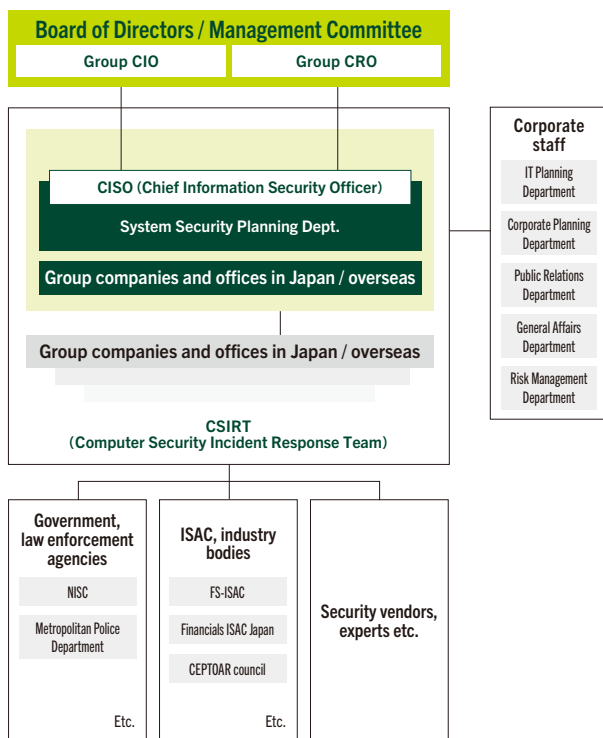 Board of Directors / Management Committee
Group CIO
Group CRO
CISO (Chief Information Security Officer)
System Security Planning Dept.
Group companies and offices in Japan / overseas
Group companies and offices in Japan / overseas
CSIRT
(Computer Security Incident Response Team)
Corporate
staff
IT Planning
Department
Corporate Planning
Department
Public Relations
Department
General Affairs
Department
Risk Management
Department
Government,
law enforcement
agencies
NISC
Metropolitan Police
Department
Etc.
ISAC, industry
bodies
FS-ISAC
Financials ISAC Japan
CEPTOAR council
Etc.
Security vendors,
experts etc.